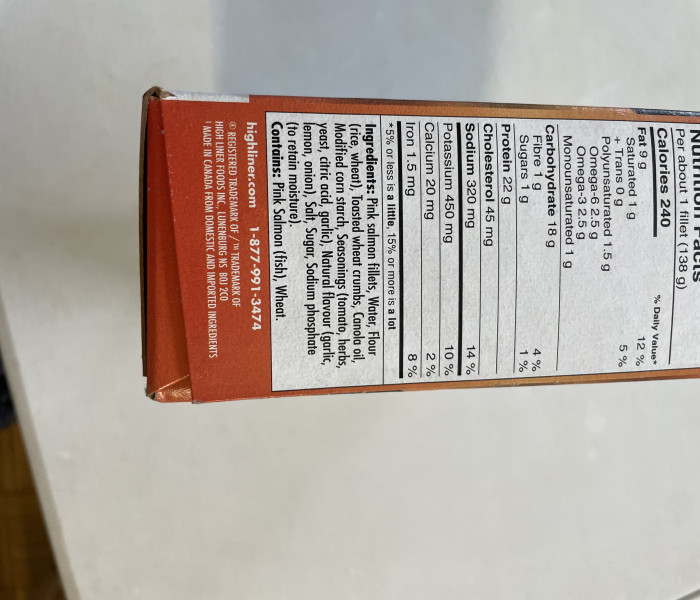 Nutrition Facts
Per about 1 fillet (138 g)
Calories 240
% Daily Value*
Fat 9 g 12 %
Saturated 1 g
+ Trans 0 g 5 %
Polyunsaturated 1.5 g
Omega-6 2.5 g
Omega-3 2.5 g
Monounsaturated 1 g
Carbohydrate 18 g
Fibre 1 g 4 %
Sugars 1 g 1 %
Protein 22 g
Cholesterol 45 mg
Sodium 320 mg 14 %
Potassium 450 mg 10 %
Calcium 20 mg 2 %
Iron 1.5 mg 8 %
*5% or less is a little, 15% or more is a lot
Ingredients: Pink salmon fillets, Water, Flour
(rice, wheat), Toasted wheat crumbs, Canola oil,
Modified corn starch, Seasonings (tomato, herbs,
yeast, citric acid, garlic), Natural flavour (garlic,
lemon, onion), Salt, Sugar, Sodium phosphate
(to retain moisture).
Contains: Pink Salmon (fish), Wheat.
highliner.com 1-877-991-3474
® REGISTERED TRADEMARK OF / ™ TRADEMARK OF
HIGH LINER FOODS INC. LUNENBURG NS B0J 2C0
MADE IN CANADA FROM DOMESTIC AND IMPORTED INGREDIENTS